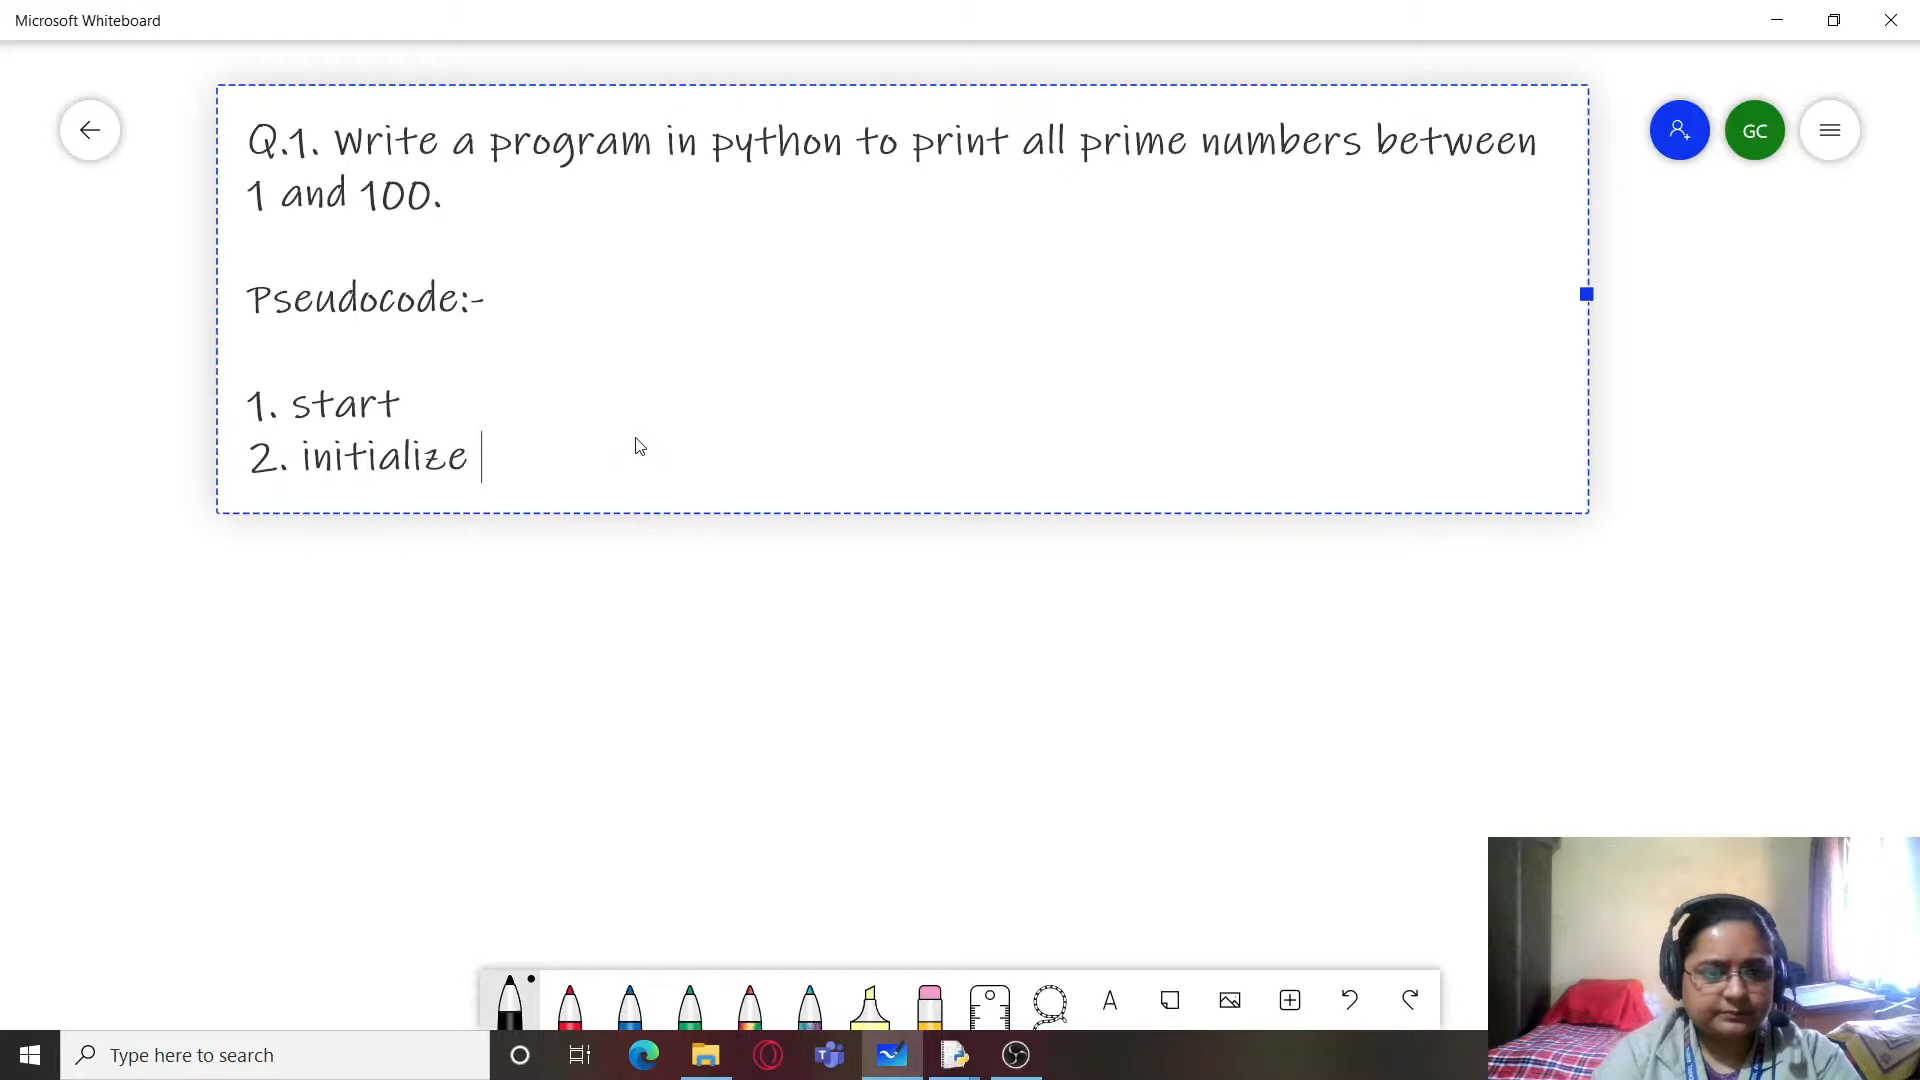 Microsoft Whiteboard
Q.1. Write a program in python to print all prime numbers between
1 and 100.
GC
Pseudocode:-
1. start
2. initialize
Type here to search